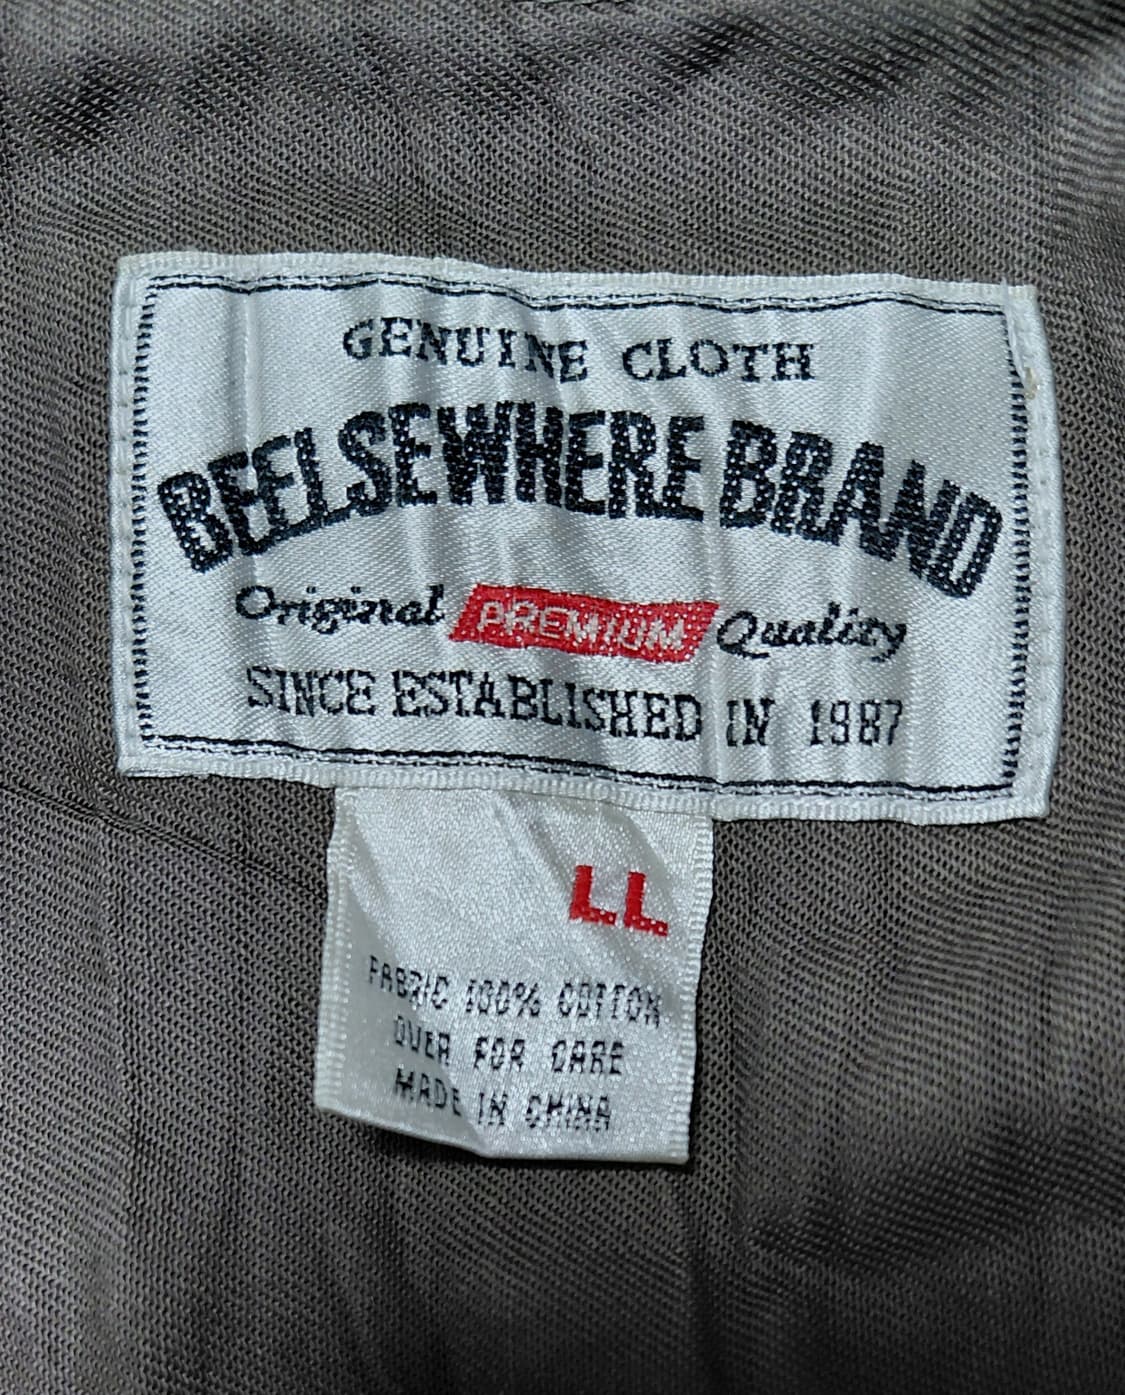 GENUINE CLOTH
BEELSEWHERE BRAND
Original PREMIUM Quality
SINCE ESTABLISHED IN 1987
LL
FABRIC 100% COTTON
OVER FOR CARE
MADE IN CHINA